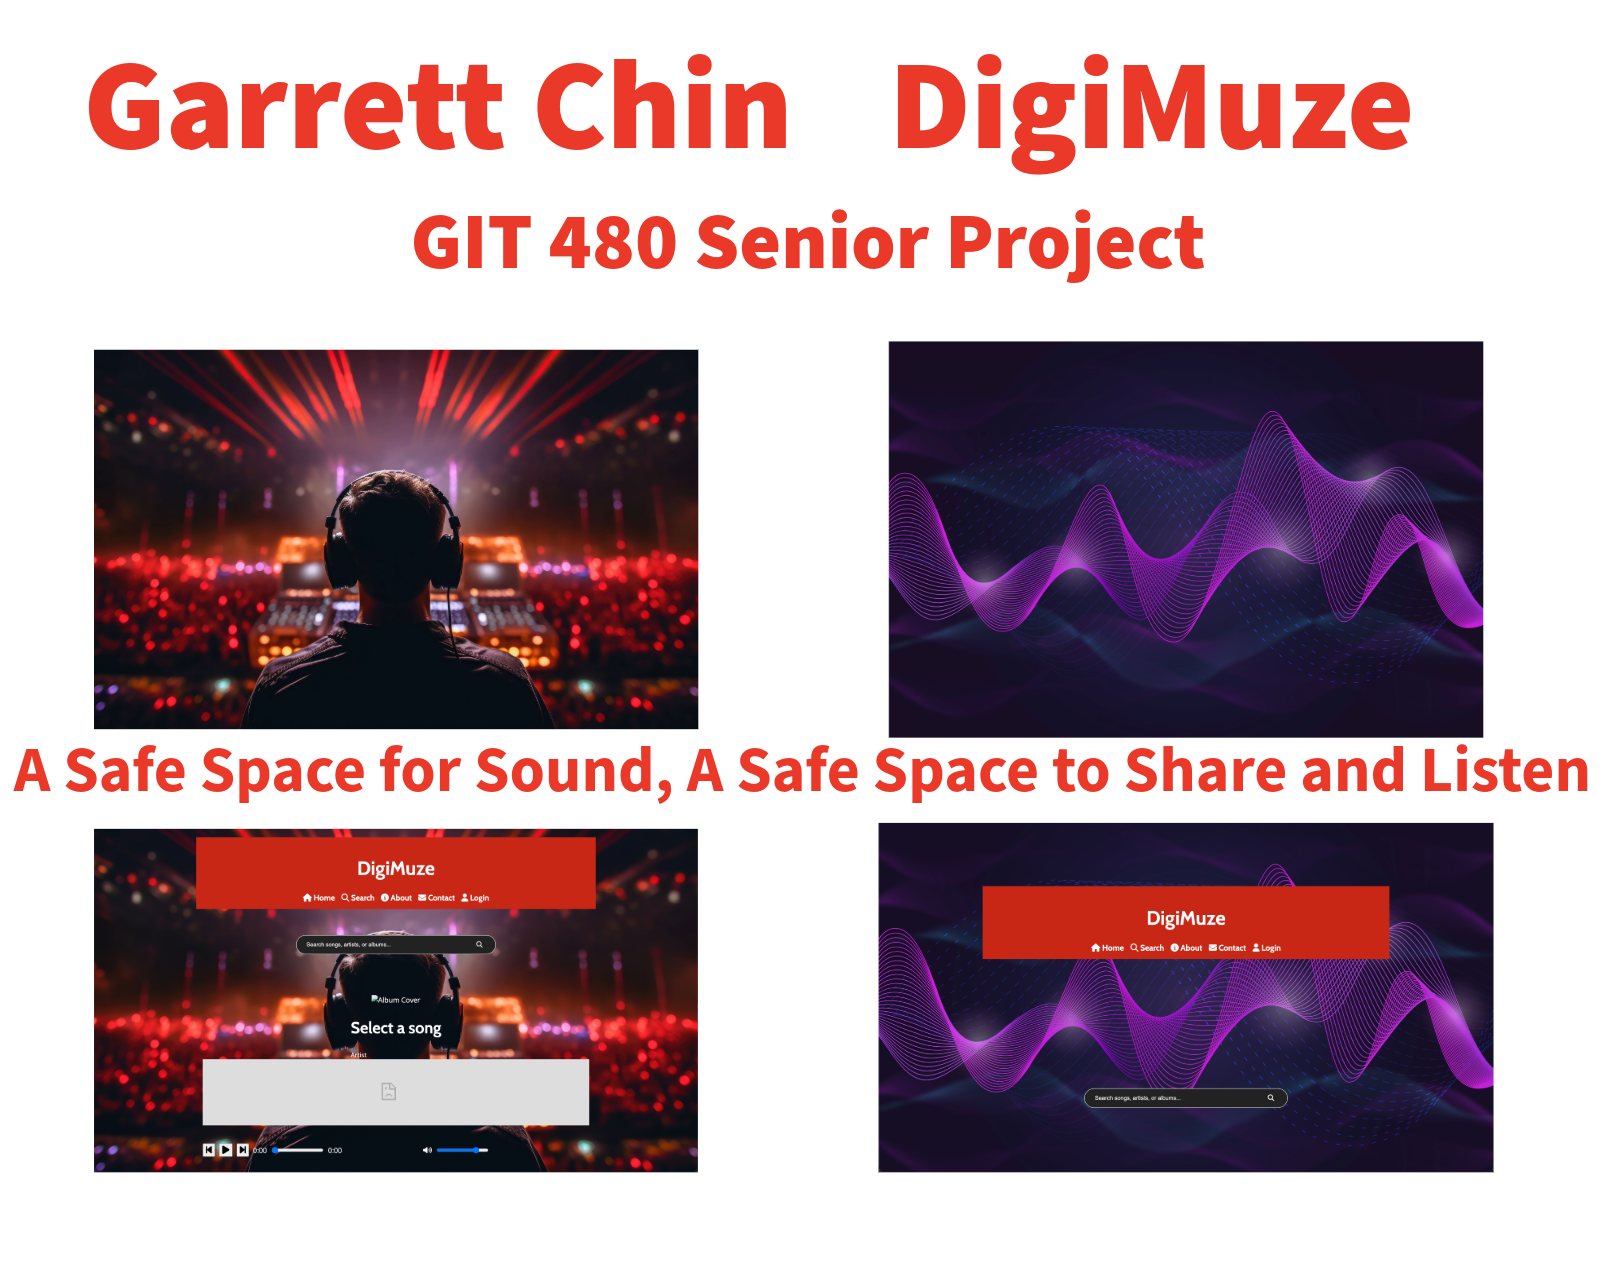 Garrett Chin DigiMuze
GIT 480 Senior Project
A Safe Space for Sound, A Safe Space to Share and Listen
DigiMuze
Home Search About Contact Login
Search songs, artists, or albums...
Album Cover
Select a song
Artist
0:00 0:00
DigiMuze
Home Search About Contact Login
Search songs, artists, or albums...